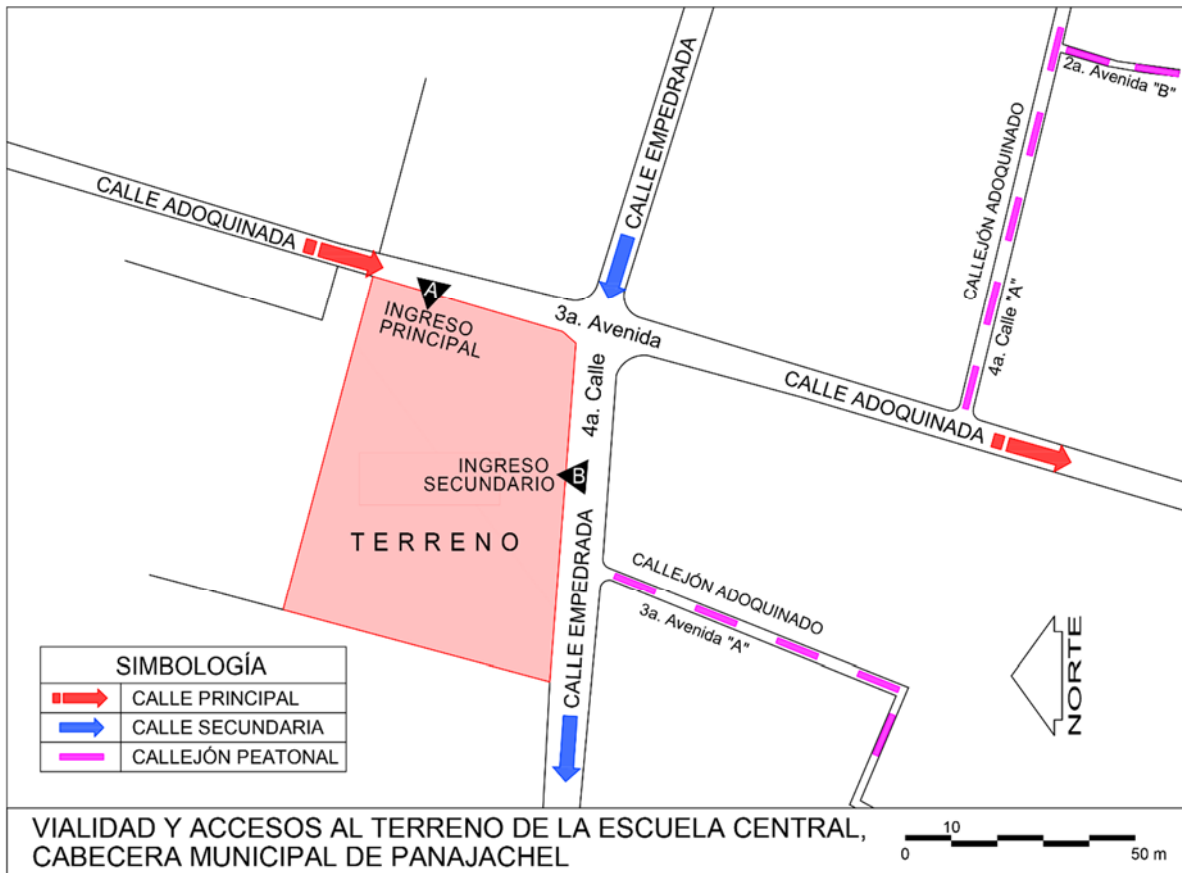 CALLE EMPEDRADA
2a. Avenida "B"
CALLEJÓN ADOQUINADO
4a. Calle "A"
CALLE ADOQUINADA
A
INGRESO
PRINCIPAL
3a. Avenida
4a. Calle
CALLE ADOQUINADA
INGRESO
SECUNDARIO
B
TERRENO
CALLE EMPEDRADA
CALLEJÓN ADOQUINADO
3a. Avenida "A"
NORTE
SIMBOLOGÍA
CALLE PRINCIPAL
CALLE SECUNDARIA
CALLEJÓN PEATONAL
VIALIDAD Y ACCESOS AL TERRENO DE LA ESCUELA CENTRAL,
CABECERA MUNICIPAL DE PANAJACHEL
10
0 50 m